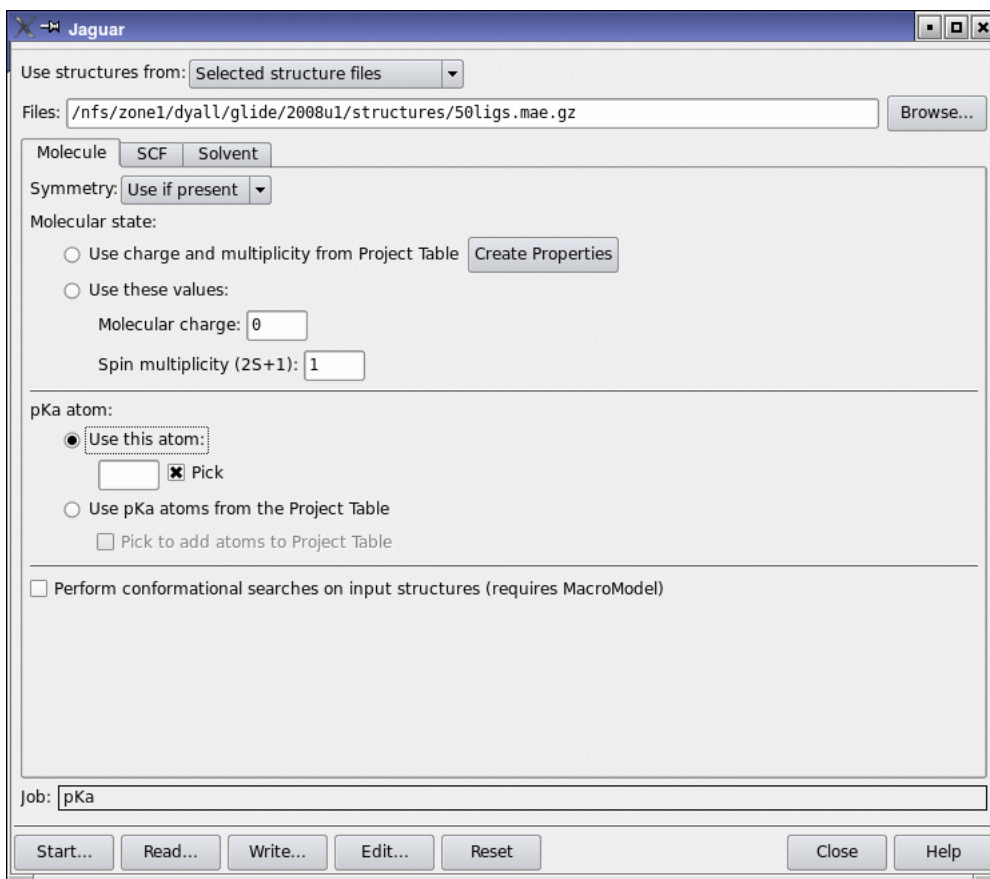 Jaguar
Use structures from: Selected structure files
Files: /nfs/zone1/dyall/glide/2008u1/structures/50ligs.mae.gz Browse...
Molecule SCF Solvent
Symmetry: Use if present
Molecular state:
Use charge and multiplicity from Project Table Create Properties
Use these values:
Molecular charge: 0
Spin multiplicity (2S+1): 1
pKa atom:
Use this atom:
Pick
Use pKa atoms from the Project Table
Pick to add atoms to Project Table
Perform conformational searches on input structures (requires MacroModel)
Job: pKa
Start... Read... Write... Edit... Reset Close Help